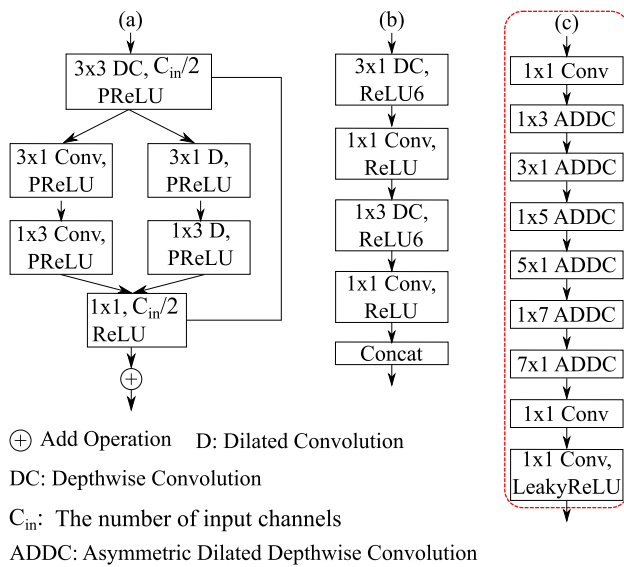 (a)
3x3 DC, Cin/2
PReLU
3x1 Conv,
PReLU
3x1 D,
PReLU
1x3 Conv,
PReLU
1x3 D,
PReLU
1x1, Cin/2
ReLU
+
(b)
3x1 DC,
ReLU6
1x1 Conv,
ReLU
1x3 DC,
ReLU6
1x1 Conv,
ReLU
Concat
(c)
1x1 Conv
1x3 ADDC
3x1 ADDC
1x5 ADDC
5x1 ADDC
1x7 ADDC
7x1 ADDC
1x1 Conv
1x1 Conv,
LeakyReLU
+ Add Operation D: Dilated Convolution
DC: Depthwise Convolution
Cin: The number of input channels
ADDC: Asymmetric Dilated Depthwise Convolution